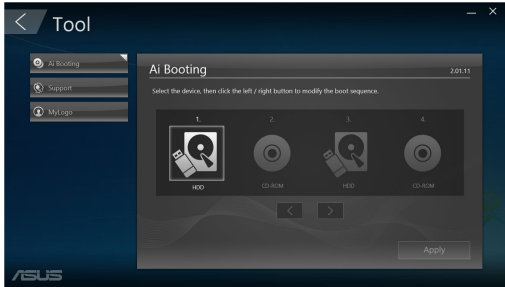 Tool
Ai Booting
Support
MyLogo
Ai Booting
2.01.11
Select the device, then click the left / right button to modify the boot sequence.
1. 2. 3. 4.
HDD CD-ROM HDD CD-ROM
Apply
ASUS